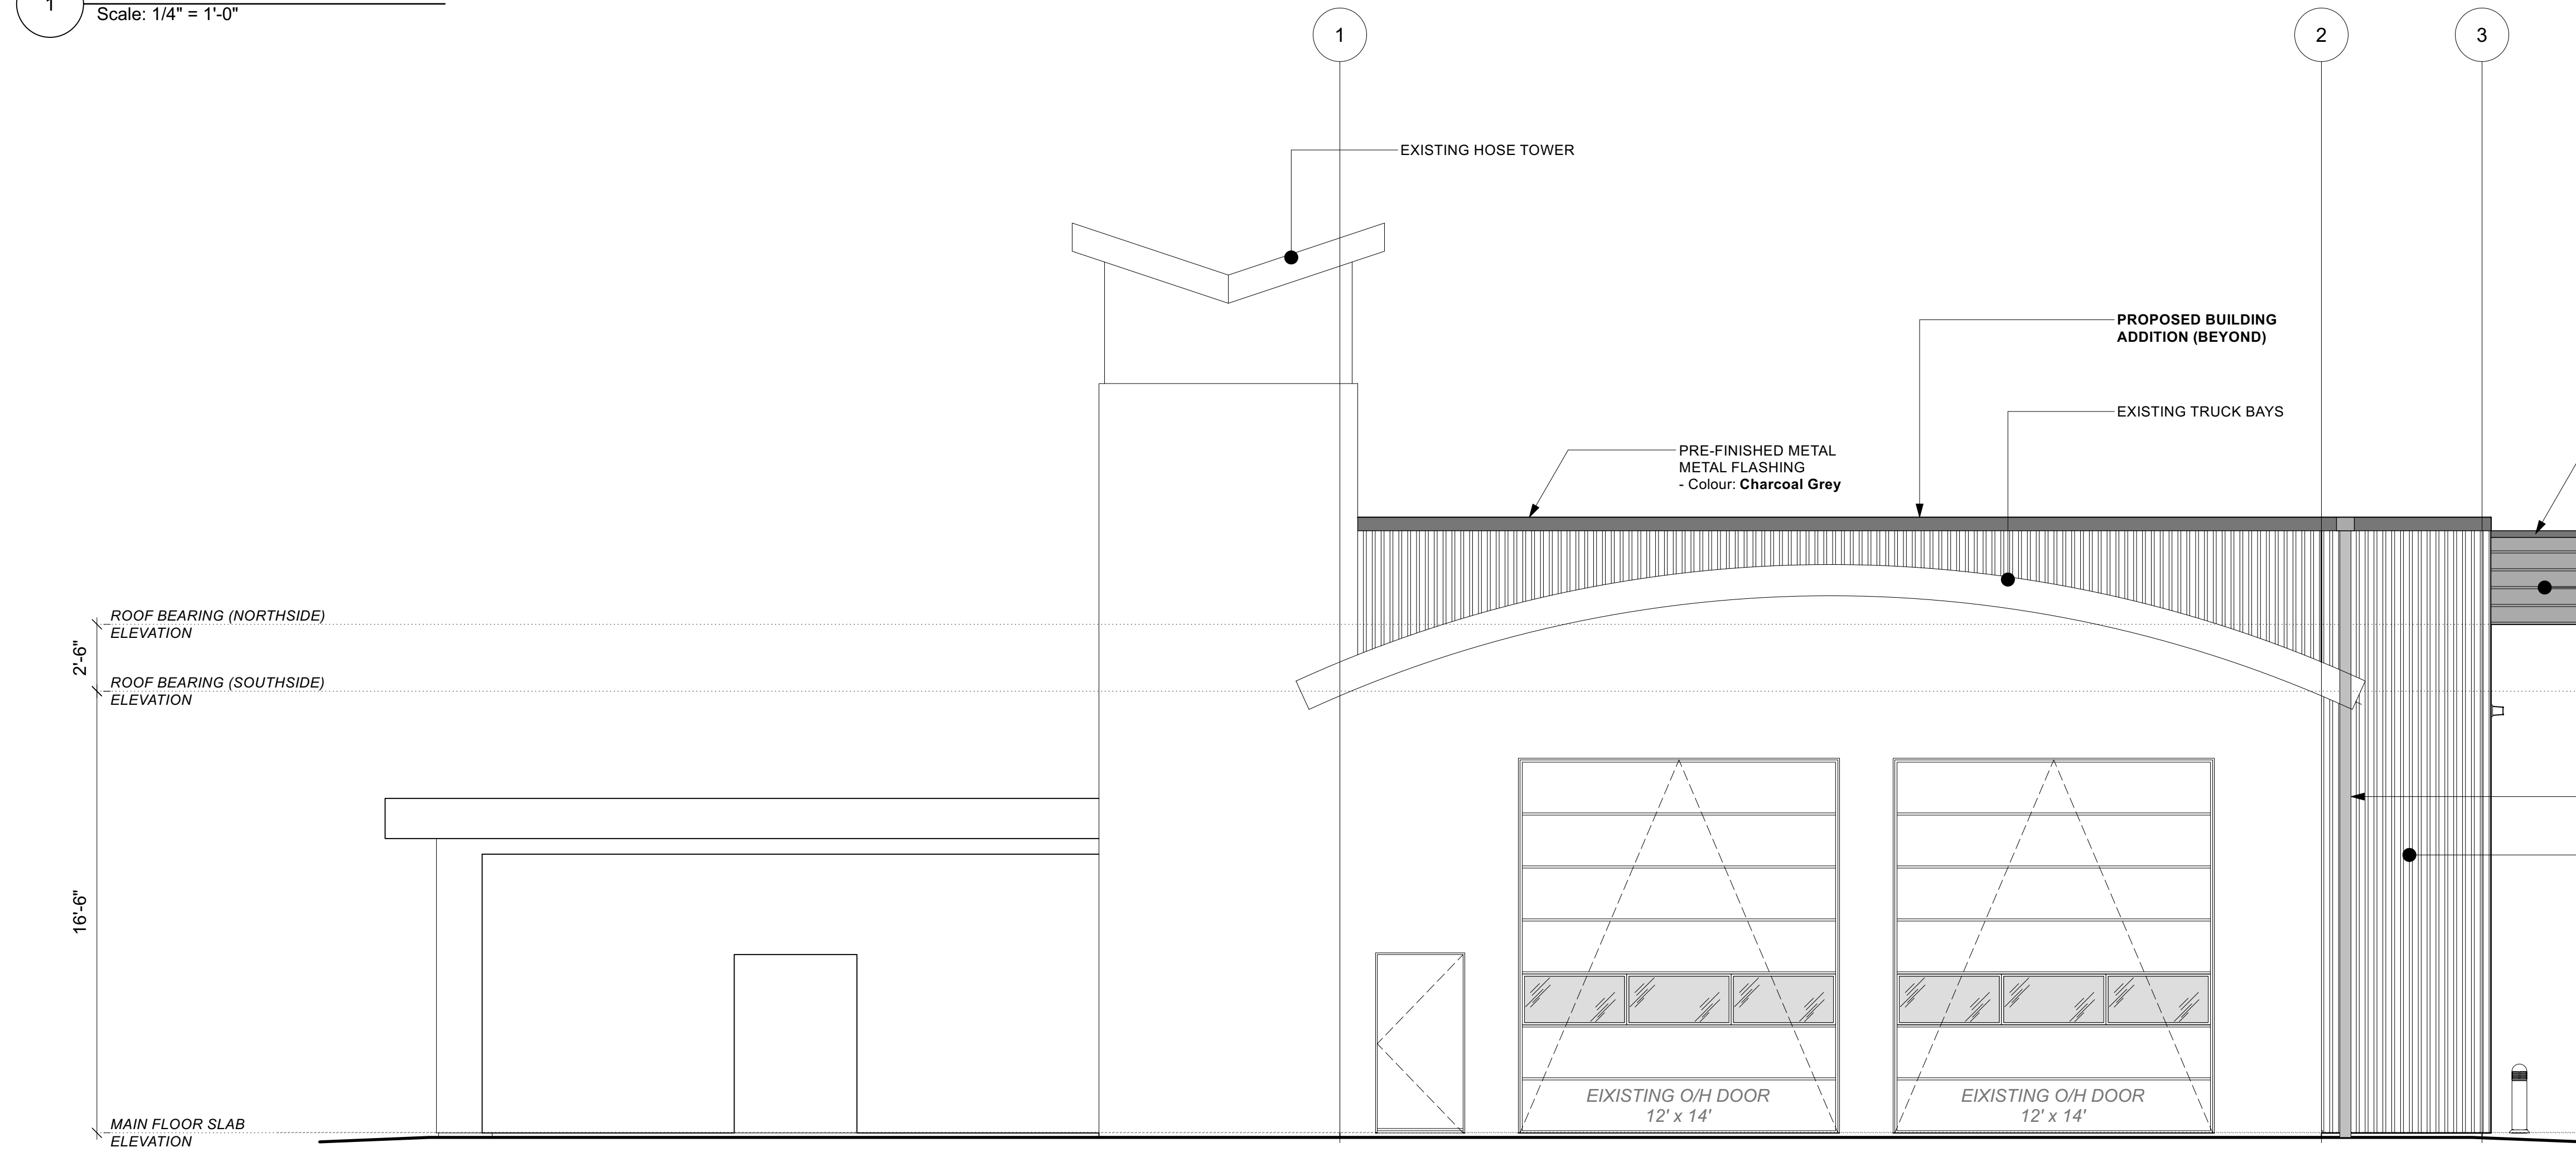 1
Scale: 1/4" = 1'-0"
1
2
3
EXISTING HOSE TOWER
PROPOSED BUILDING
ADDITION (BEYOND)
EXISTING TRUCK BAYS
PRE-FINISHED METAL
METAL FLASHING
- Colour: Charcoal Grey
ROOF BEARING (NORTHSIDE)
ELEVATION
2'-6"
ROOF BEARING (SOUTHSIDE)
ELEVATION
16'-6"
EIXISTING O/H DOOR
12' x 14'
EIXISTING O/H DOOR
12' x 14'
MAIN FLOOR SLAB
ELEVATION